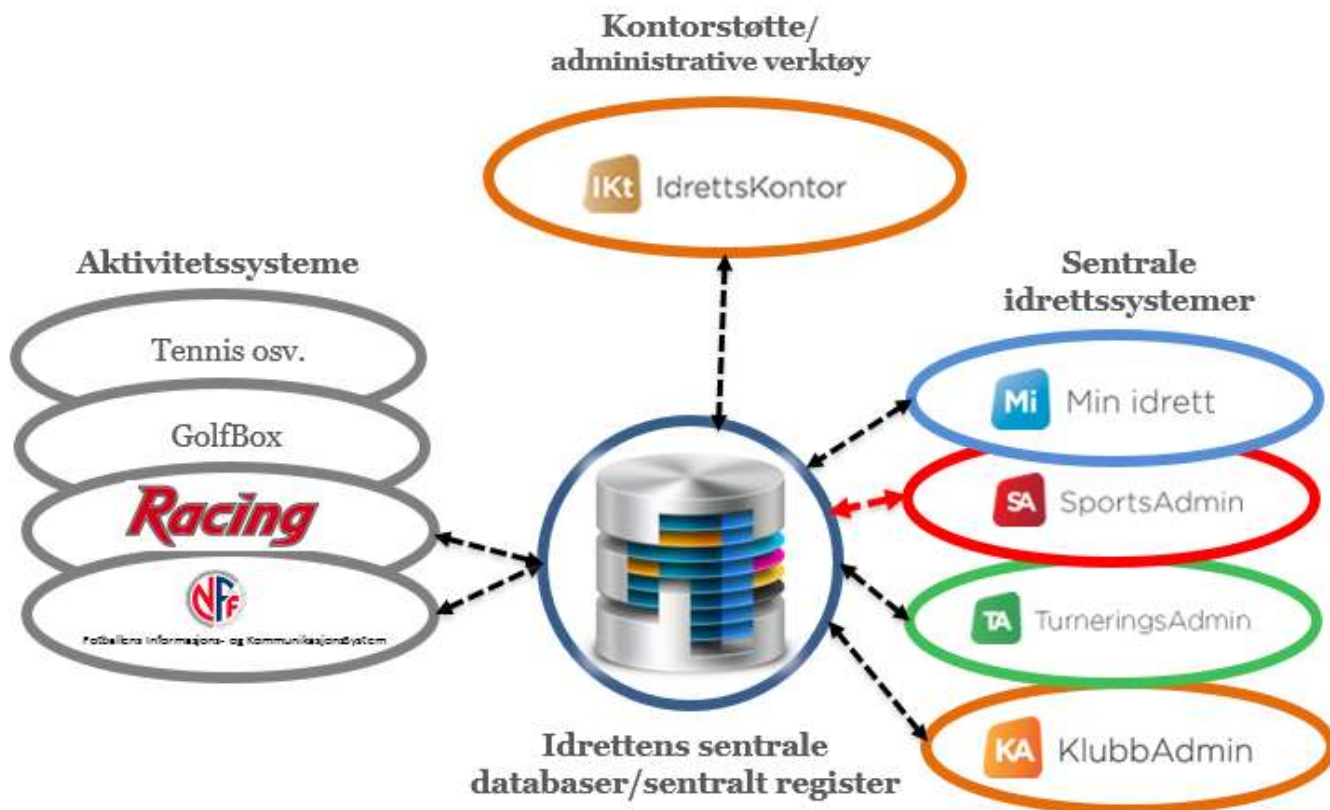 Kontorstøtte/
administrative verktøy
IKt IdrettsKontor
Aktivitetssysteme
Tennis osv.
GolfBox
Racing
NFF
Fotballens Informasjons- og KommunikasjonsSystem
Sentrale
idrettssystemer
Mi Min idrett
SA SportsAdmin
TA TurneringsAdmin
KA KlubbAdmin
Idrettens sentrale
databaser/sentralt register